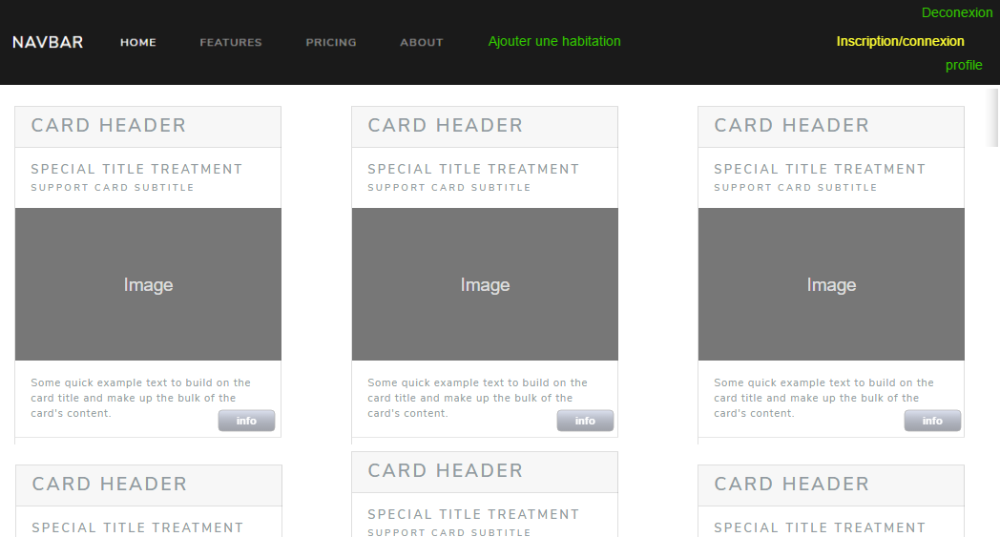 Deconexion
NAVBAR HOME FEATURES PRICING ABOUT Ajouter une habitation Inscription/connexion
profile
CARD HEADER CARD HEADER CARD HEADER
SPECIAL TITLE TREATMENT SPECIAL TITLE TREATMENT SPECIAL TITLE TREATMENT
SUPPORT CARD SUBTITLE SUPPORT CARD SUBTITLE SUPPORT CARD SUBTITLE
Image Image Image
Some quick example text to build on the Some quick example text to build on the Some quick example text to build on the
card title and make up the bulk of the card title and make up the bulk of the card title and make up the bulk of the
card's content. card's content. card's content.
info info info
CARD HEADER CARD HEADER CARD HEADER
SPECIAL TITLE TREATMENT SPECIAL TITLE TREATMENT SPECIAL TITLE TREATMENT
SUPPORT CARD SUBTITLE